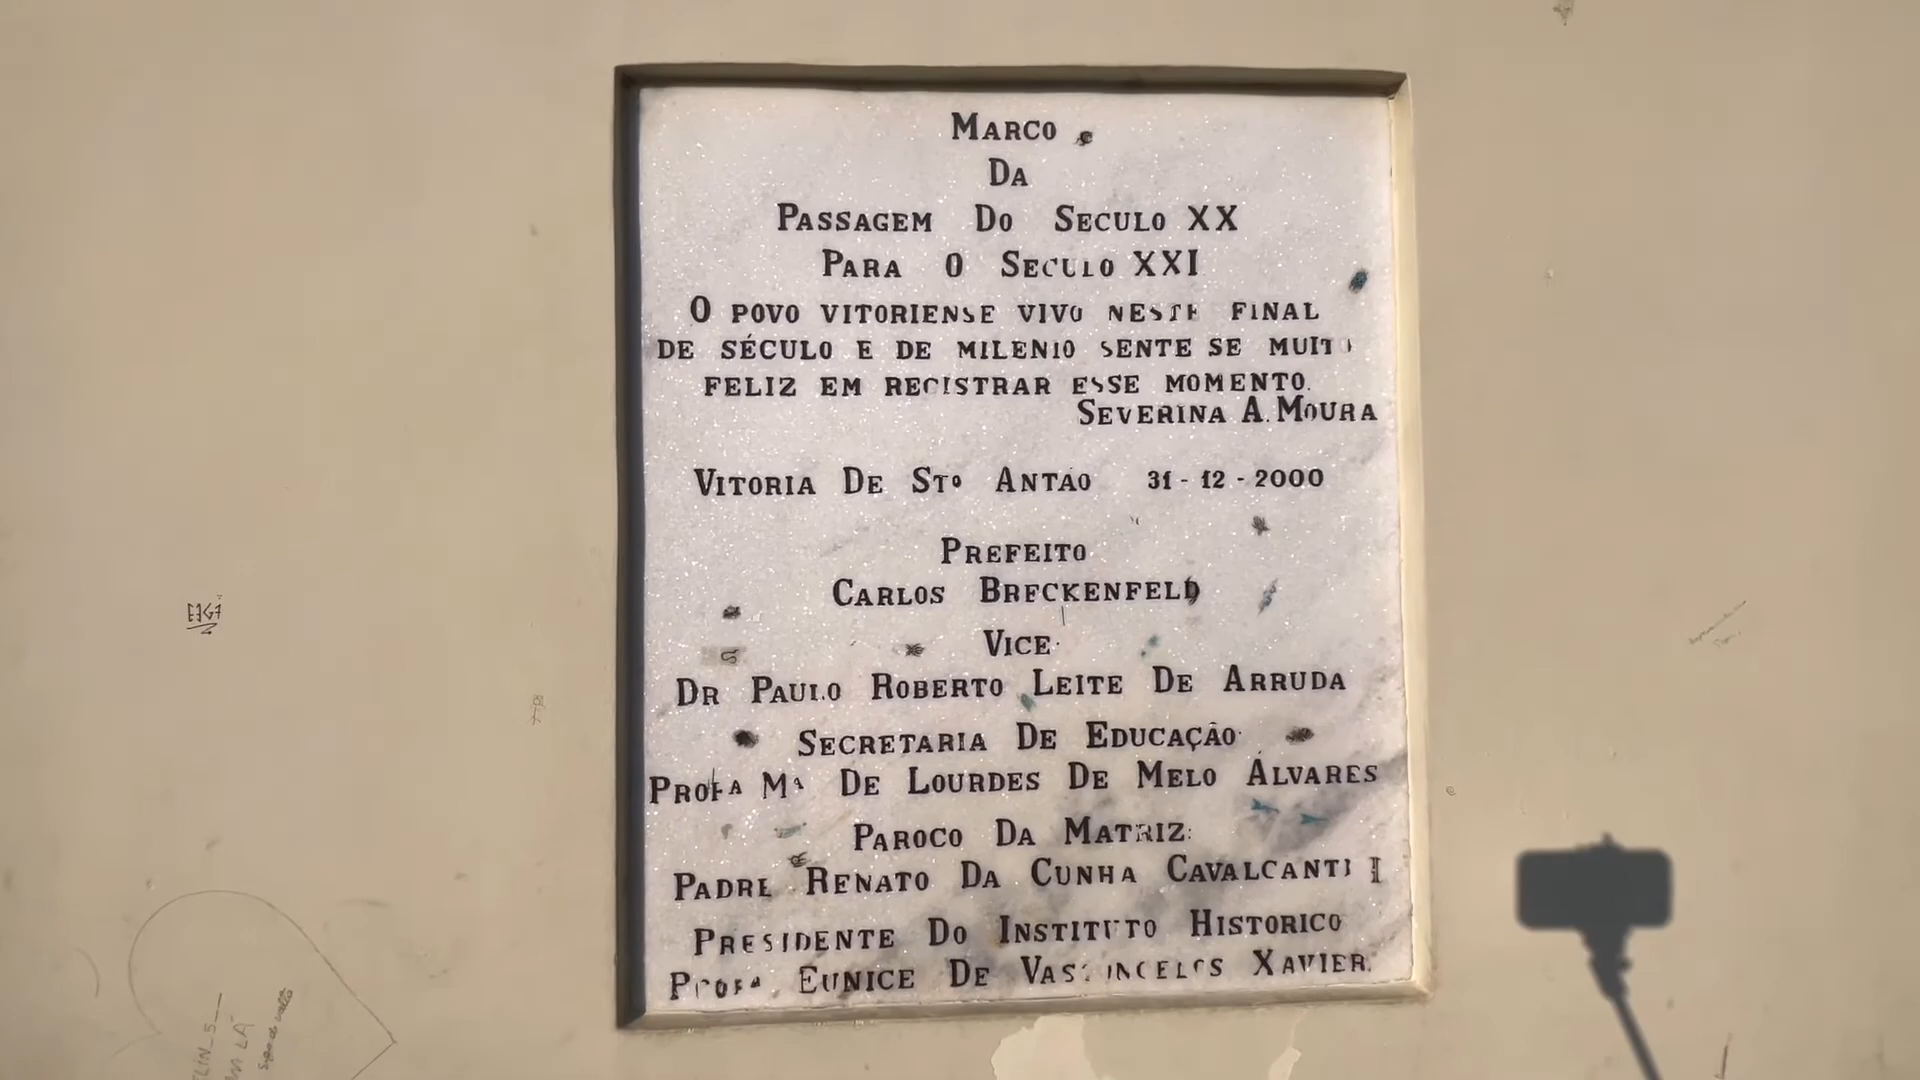 MARCO
DA
PASSAGEM DO SECULO XX
PARA O SECULO XXI
O POVO VITORIENSE VIVO NESTE FINAL
DE SÉCULO E DE MILENIO SENTE SE MUITO
FELIZ EM REGISTRAR ESSE MOMENTO.
SEVERINA A. MOURA
VITORIA DE STº ANTAO 31-12-2000
PREFEITO
CARLOS BRECKENFELD
VICE
DR PAULO ROBERTO LEITE DE ARRUDA
SECRETARIA DE EDUCAÇÃO
PROFA Mª DE LOURDES DE MELO ÁLVARES
PAROCO DA MATRIZ:
PADRE RENATO DA CUNHA CAVALCANTI
PRESIDENTE DO INSTITUTO HISTORICO
PROFª EUNICE DE VASCONCELOS XAVIER.